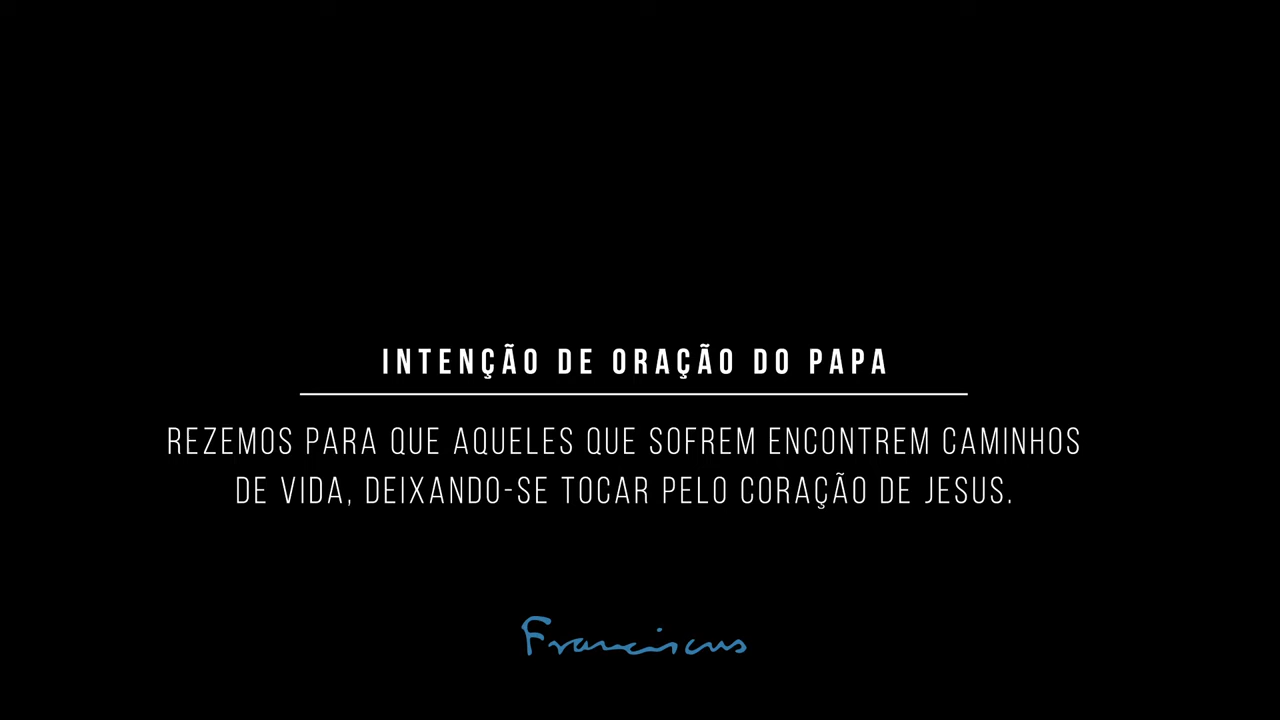 INTENÇÃO DE ORAÇÃO DO PAPA
REZEMOS PARA QUE AQUELES QUE SOFREM ENCONTREM CAMINHOS
DE VIDA, DEIXANDO-SE TOCAR PELO CORAÇÃO DE JESUS.
Franciscus